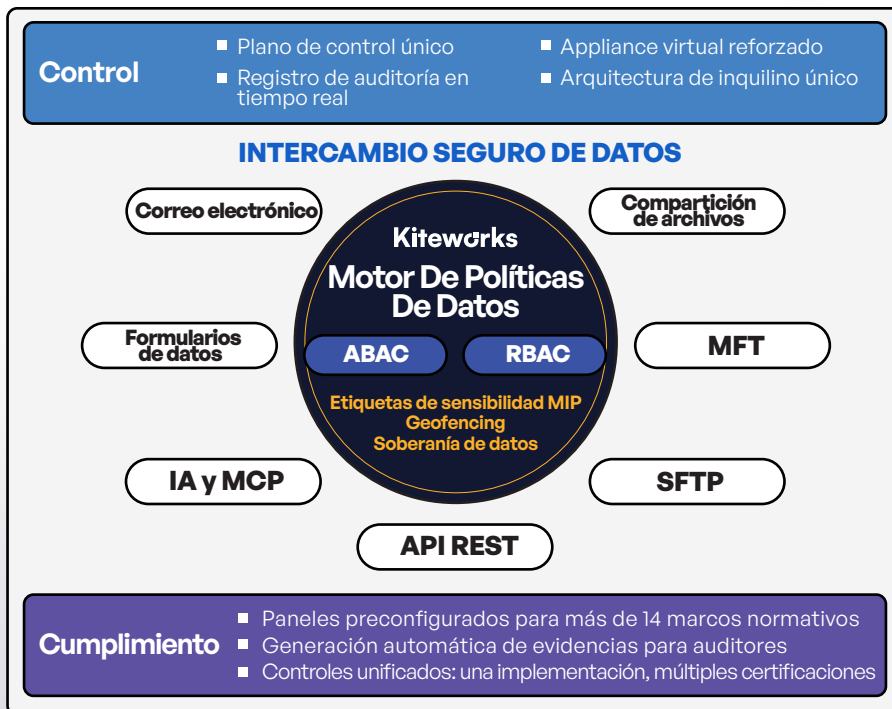 Control
Plano de control único
Registro de auditoría en
tiempo real
Appliance virtual reforzado
Arquitectura de inquilino único
INTERCAMBIO SEGURO DE DATOS
Correo electrónico
Compartición
de archivos
Kiteworks
Motor De Políticas
De Datos
Formularios
de datos
ABAC
RBAC
MFT
Etiquetas de sensibilidad MIP
Geofencing
Soberanía de datos
IA y MCP
SFTP
API REST
Cumplimiento
Paneles preconfigurados para más de 14 marcos normativos
Generación automática de evidencias para auditores
Controles unificados: una implementación, múltiples certificaciones